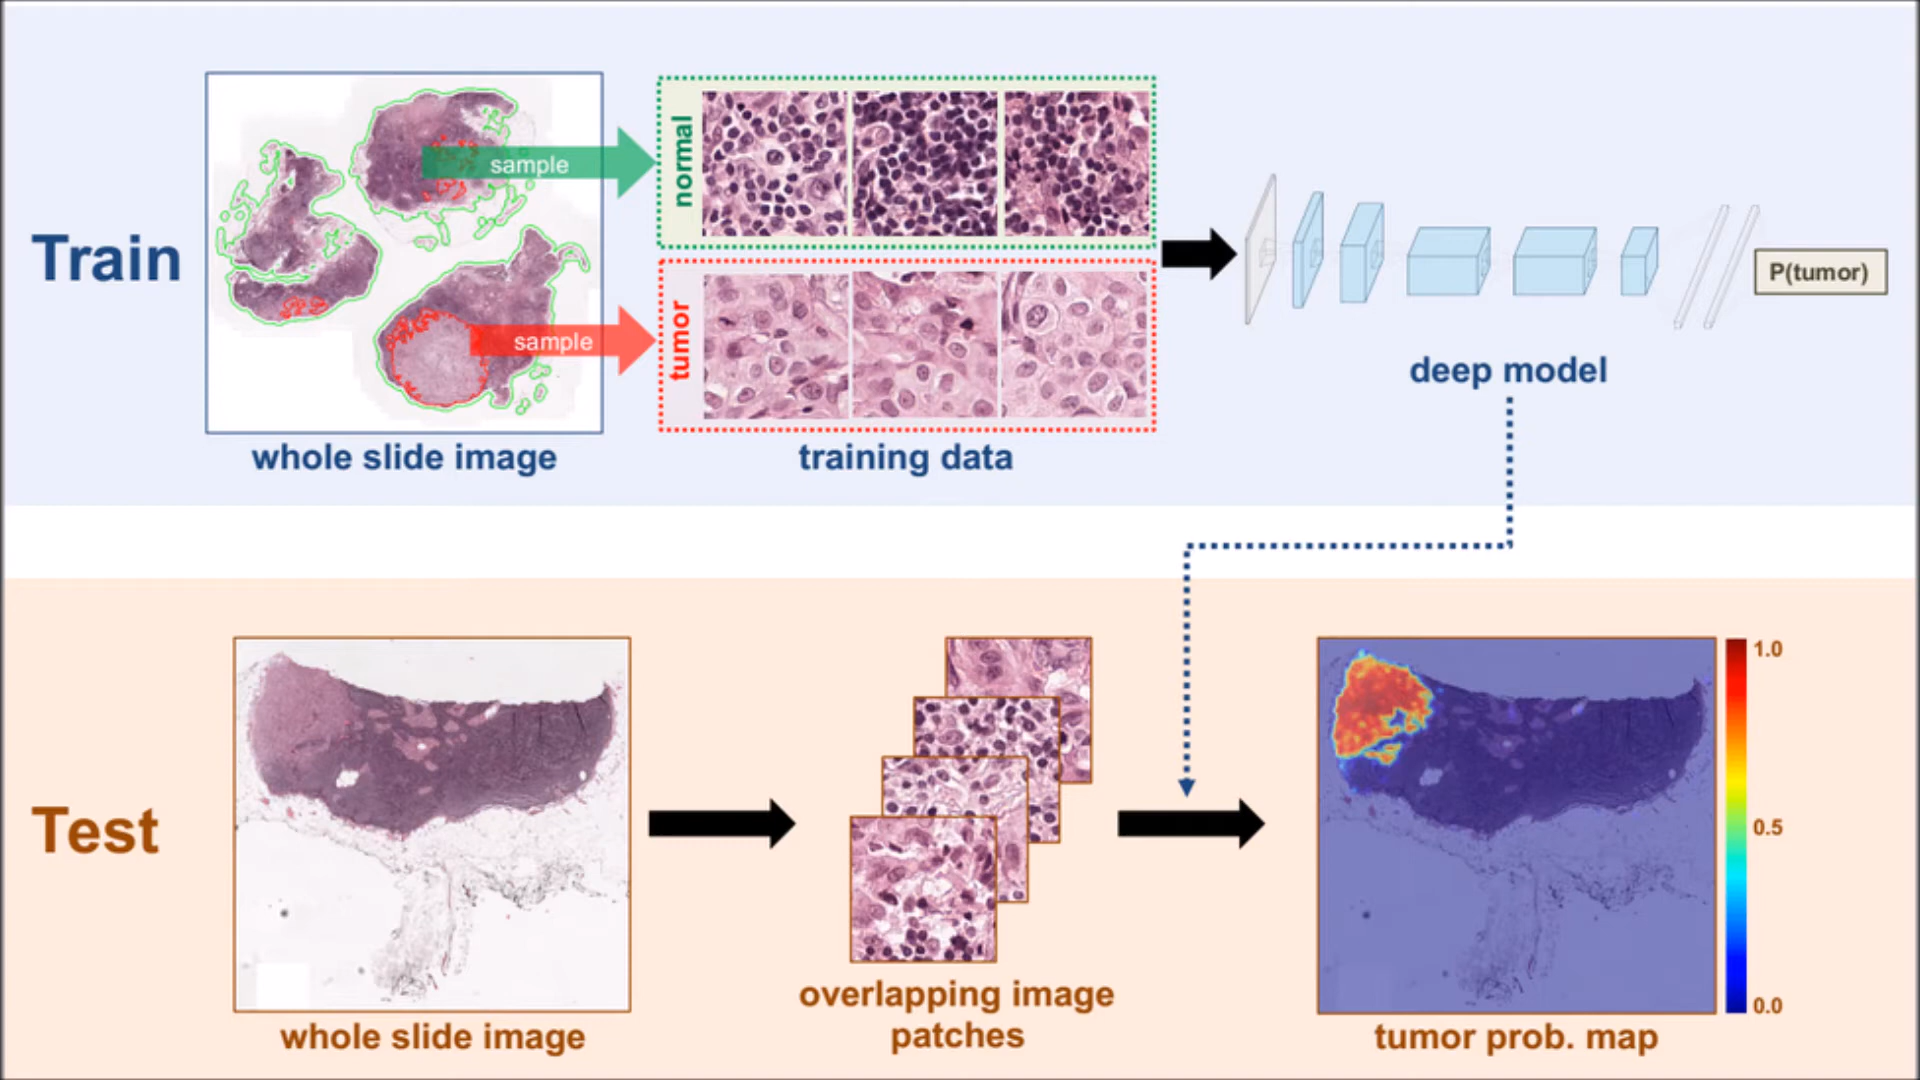 Train
sample
sample
normal
tumor
whole slide image
training data
deep model
P(tumor)
Test
whole slide image
overlapping image
patches
tumor prob. map
1.0
0.5
0.0